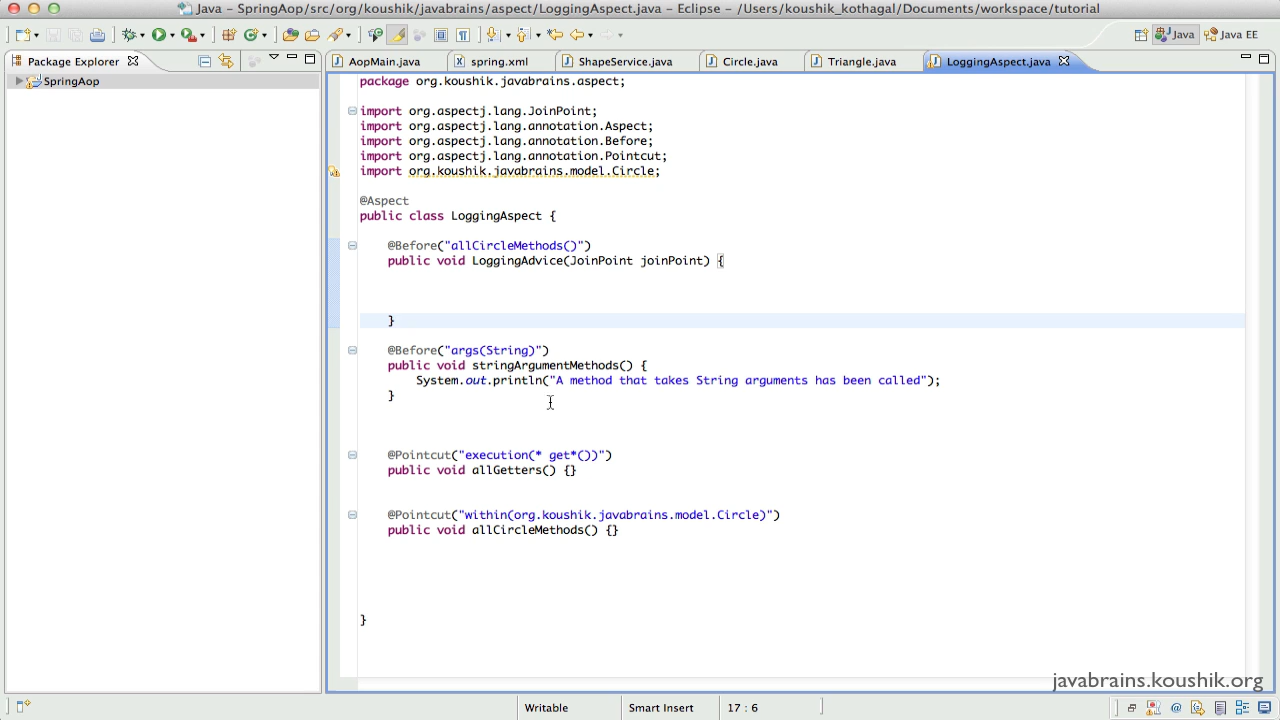 Java - SpringAop/src/org/koushik/javabrains/aspect/LoggingAspect.java - Eclipse - /Users/koushik_kothagal/Documents/workspace/tutorial
Java
Java EE
Package Explorer
AopMain.java
spring.xml
ShapeService.java
Circle.java
Triangle.java
LoggingAspect.java
SpringAop
package org.koushik.javabrains.aspect;
import org.aspectj.lang.JoinPoint;
import org.aspectj.lang.annotation.Aspect;
import org.aspectj.lang.annotation.Before;
import org.aspectj.lang.annotation.Pointcut;
import org.koushik.javabrains.model.Circle;
@Aspect
public class LoggingAspect {
@Before("allCircleMethods()")
public void LoggingAdvice(JoinPoint joinPoint) {
}
@Before("args(String)")
public void stringArgumentMethods() {
System.out.println("A method that takes String arguments has been called");
}
@Pointcut("execution(* get*())")
public void allGetters() {}
@Pointcut("within(org.koushik.javabrains.model.Circle)")
public void allCircleMethods() {}
}
javabrains.koushik.org
Writable
Smart Insert
17 : 6